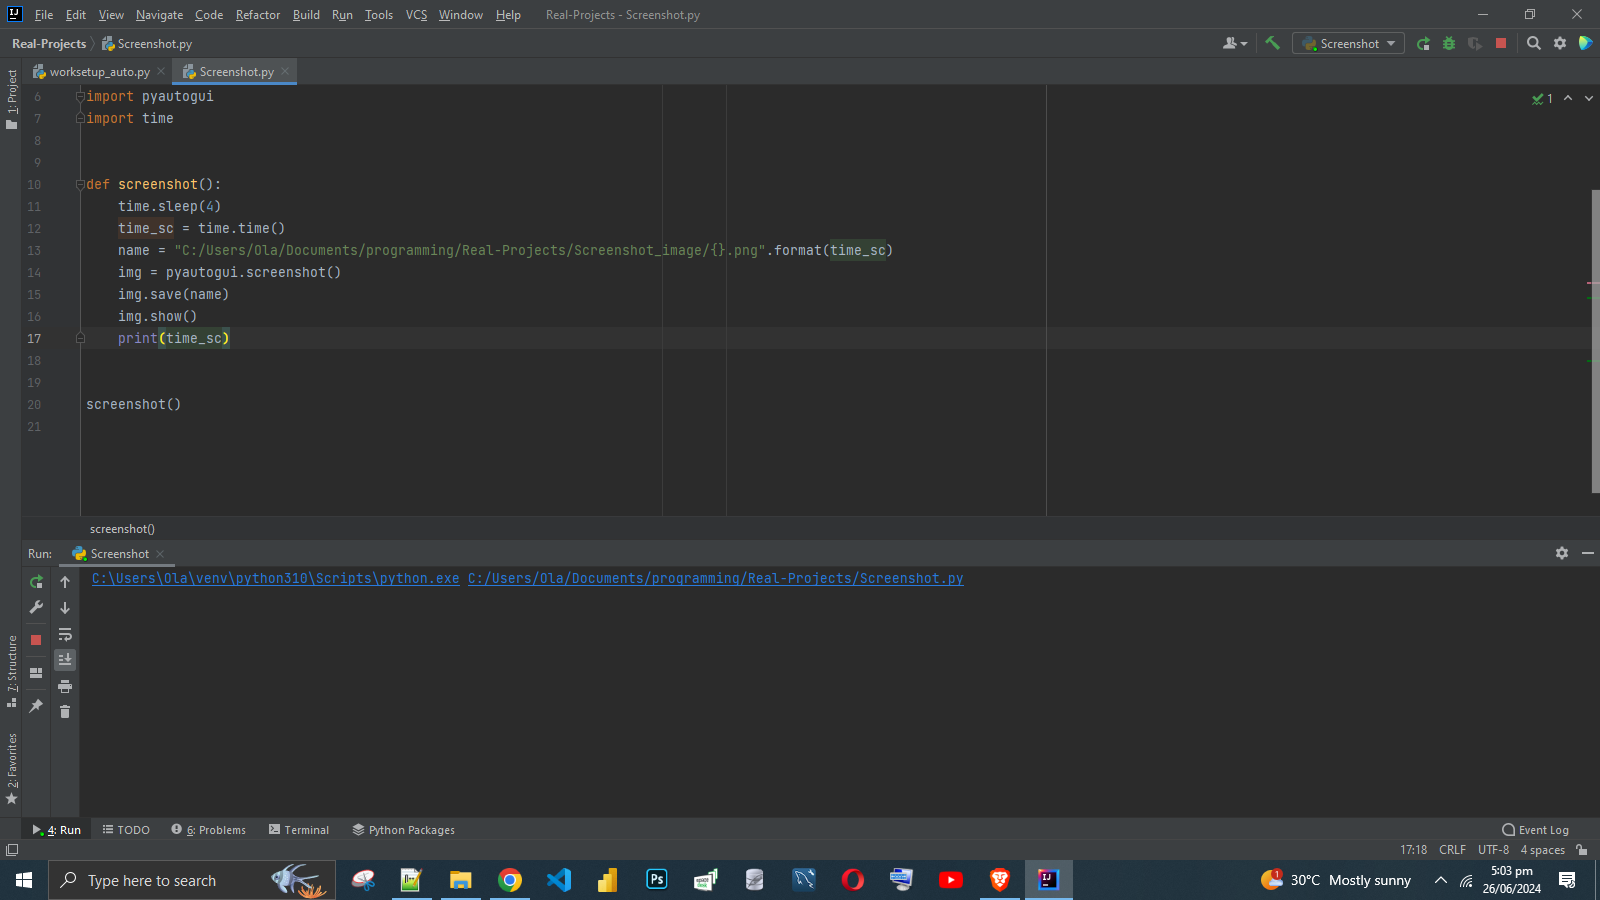 File Edit View Navigate Code Refactor Build Run Tools VCS Window Help Real-Projects - Screenshot.py
Real-Projects Screenshot.py Screenshot
1: Project
worksetup_auto.py Screenshot.py
1
6 import pyautogui
7 import time
8
9
10 def screenshot():
11 time.sleep(4)
12 time_sc = time.time()
13 name = "C:/Users/Ola/Documents/programming/Real-Projects/Screenshot_image/{}.png".format(time_sc)
14 img = pyautogui.screenshot()
15 img.save(name)
16 img.show()
17 print(time_sc)
18
19
20 screenshot()
21
screenshot()
Run: Screenshot
C:\Users\Ola\venv\python310\Scripts\python.exe C:/Users/Ola/Documents/programming/Real-Projects/Screenshot.py
7: Structure
2: Favorites
4: Run TODO 6: Problems Terminal Python Packages Event Log
17:18 CRLF UTF-8 4 spaces
Type here to search
Ps
IJ
1
30°C Mostly sunny
5:03 pm
26/06/2024